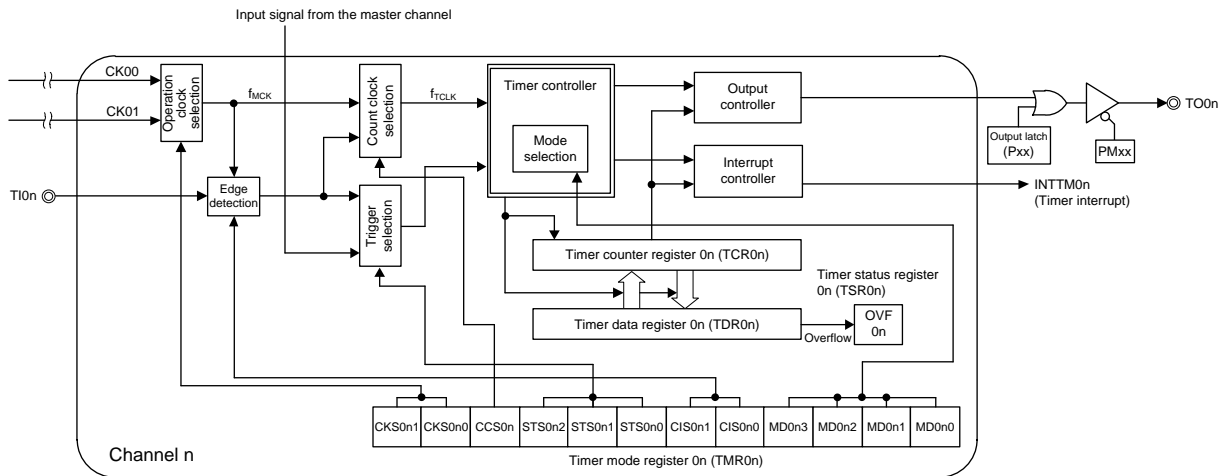 Input signal from the master channel
CK00
CK01
Operation
clock
selection
fMCK
Count clock
selection
fTCLK
Timer controller
Mode
selection
Output
controller
Interrupt
controller
Output latch
(Pxx)
PMxx
TO0n
INTTM0n
(Timer interrupt)
TI0n
Edge
detection
Trigger
selection
Timer counter register 0n (TCR0n)
Timer status register
0n (TSR0n)
Timer data register 0n (TDR0n)
Overflow
OVF
0n
CKS0n1
CKS0n0
CCS0n
STS0n2
STS0n1
STS0n0
CIS0n1
CIS0n0
MD0n3
MD0n2
MD0n1
MD0n0
Channel n
Timer mode register 0n (TMR0n)